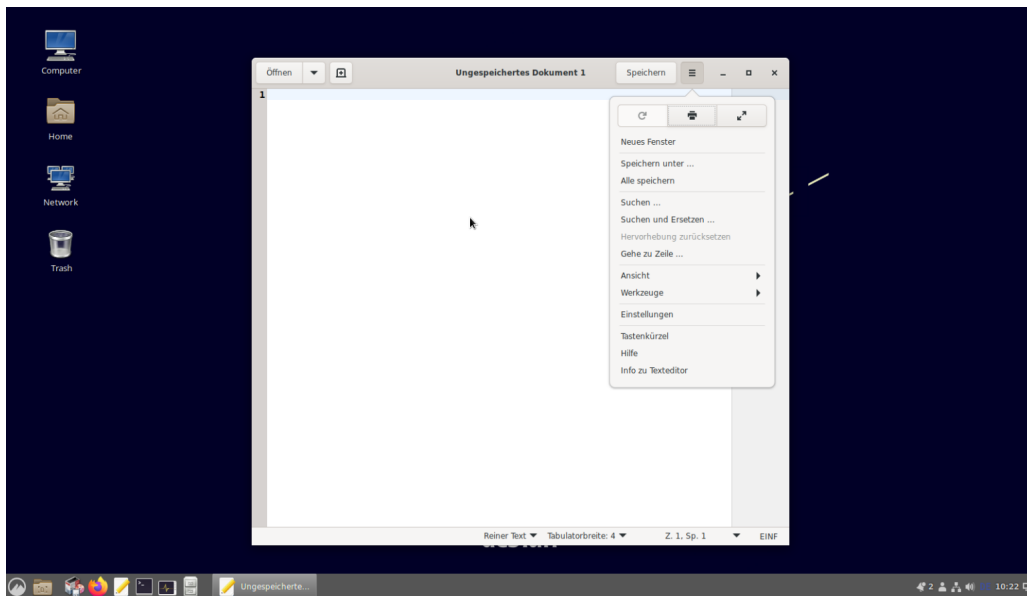 Computer
Home
Network
Trash
Öffnen
Ungespeichertes Dokument 1
Speichern
1
Neues Fenster
Speichern unter ...
Alle speichern
Suchen ...
Suchen und Ersetzen ...
Hervorhebung zurücksetzen
Gehe zu Zeile ...
Ansicht
Werkzeuge
Einstellungen
Tastenkürzel
Hilfe
Info zu Texteditor
Reiner Text
Tabulatorbreite: 4
Z. 1, Sp. 1
EINF
Ungespeicherte...
2
10:22